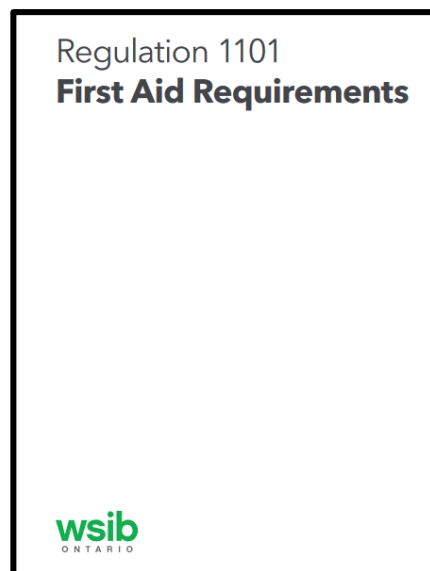 Regulation 1101
First Aid Requirements
wsib
ONTARIO